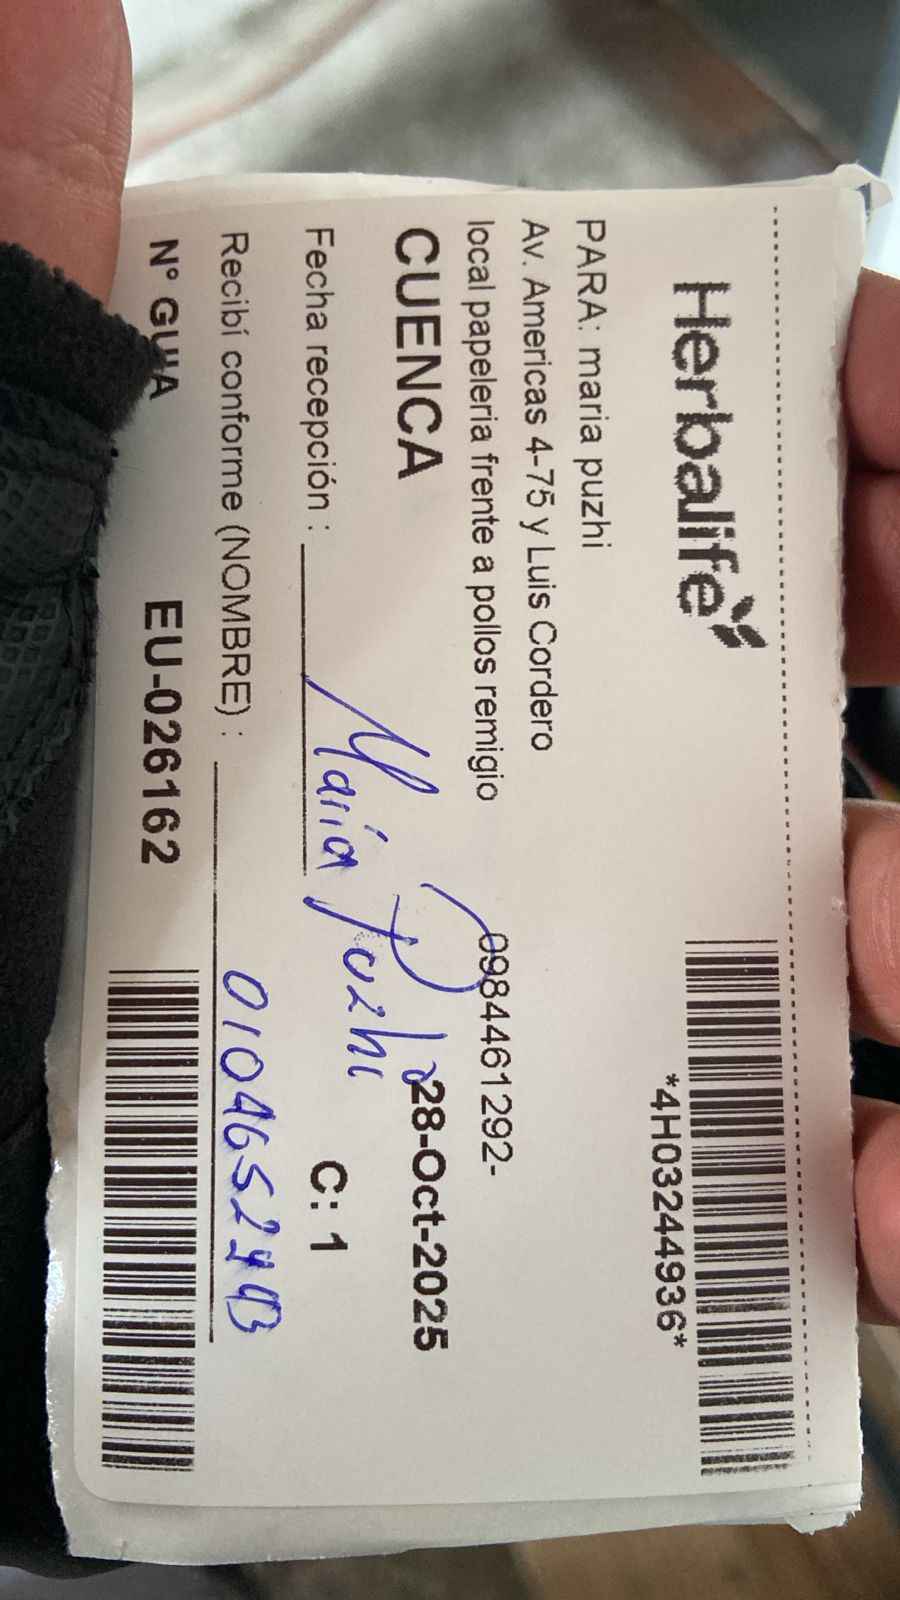 Herbalife
*4H03244936*
PARA: maria puzhi
Av. Americas 4-75 y Luis Cordero
local papeleria frente a pollos remigio 0984461292-
CUENCA 28-Oct-2025
Fecha recepción : Maria Puzhi C: 1
Recibí conforme (NOMBRE) :
N° GUIA EU-026162